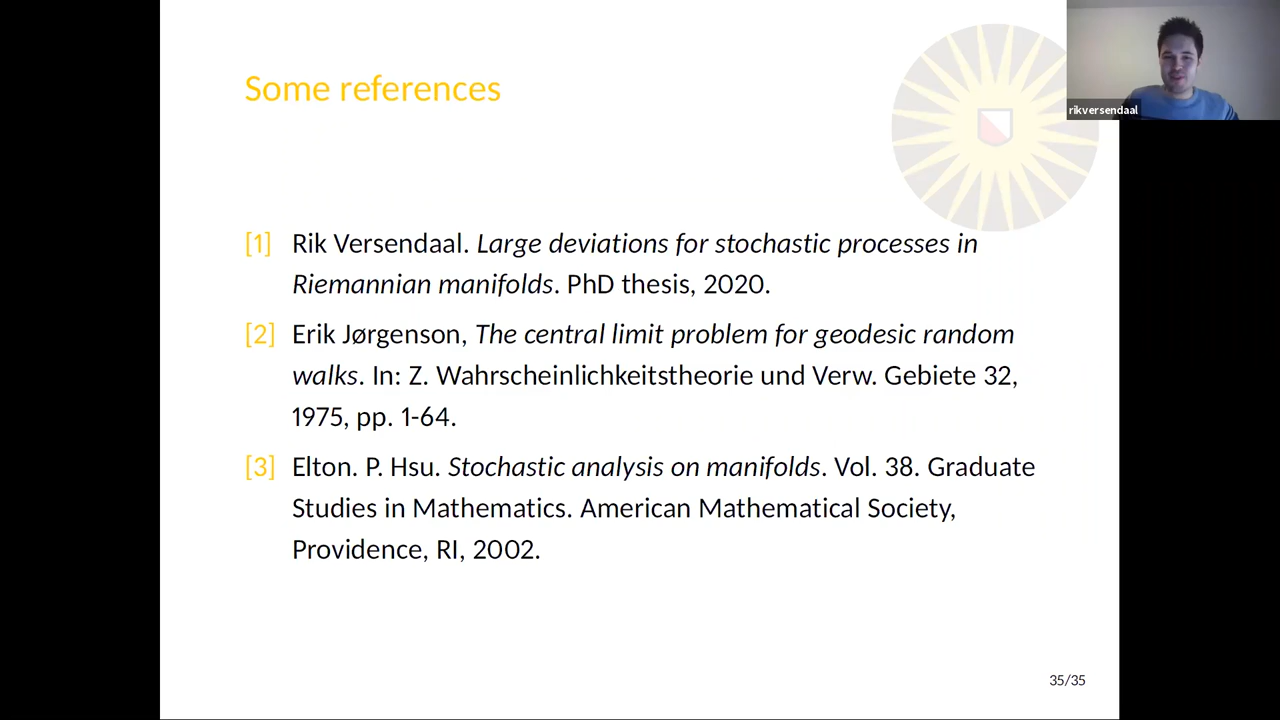 Some references
rikversendaal
[1] Rik Versendaal. Large deviations for stochastic processes in
Riemannian manifolds. PhD thesis, 2020.
[2] Erik Jørgenson, The central limit problem for geodesic random
walks. In: Z. Wahrscheinlichkeitstheorie und Verw. Gebiete 32,
1975, pp. 1-64.
[3] Elton. P. Hsu. Stochastic analysis on manifolds. Vol. 38. Graduate
Studies in Mathematics. American Mathematical Society,
Providence, RI, 2002.
35/35